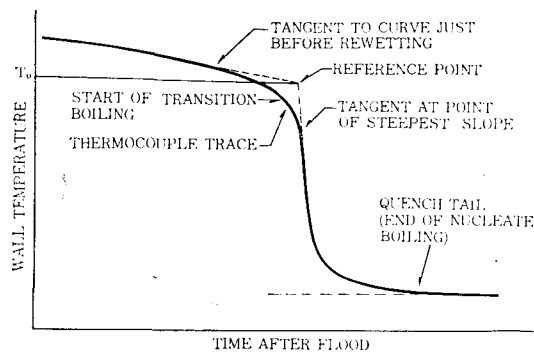 TANGENT TO CURVE JUST
BEFORE REWETTING
T₀
REFERENCE POINT
START OF TRANSITION
BOILING
TANGENT AT POINT
OF STEEPEST SLOPE
THERMOCOUPLE TRACE
WALL TEMPERATURE
QUENCH TAIL
(END OF NUCLEATE
BOILING)
TIME AFTER FLOOD